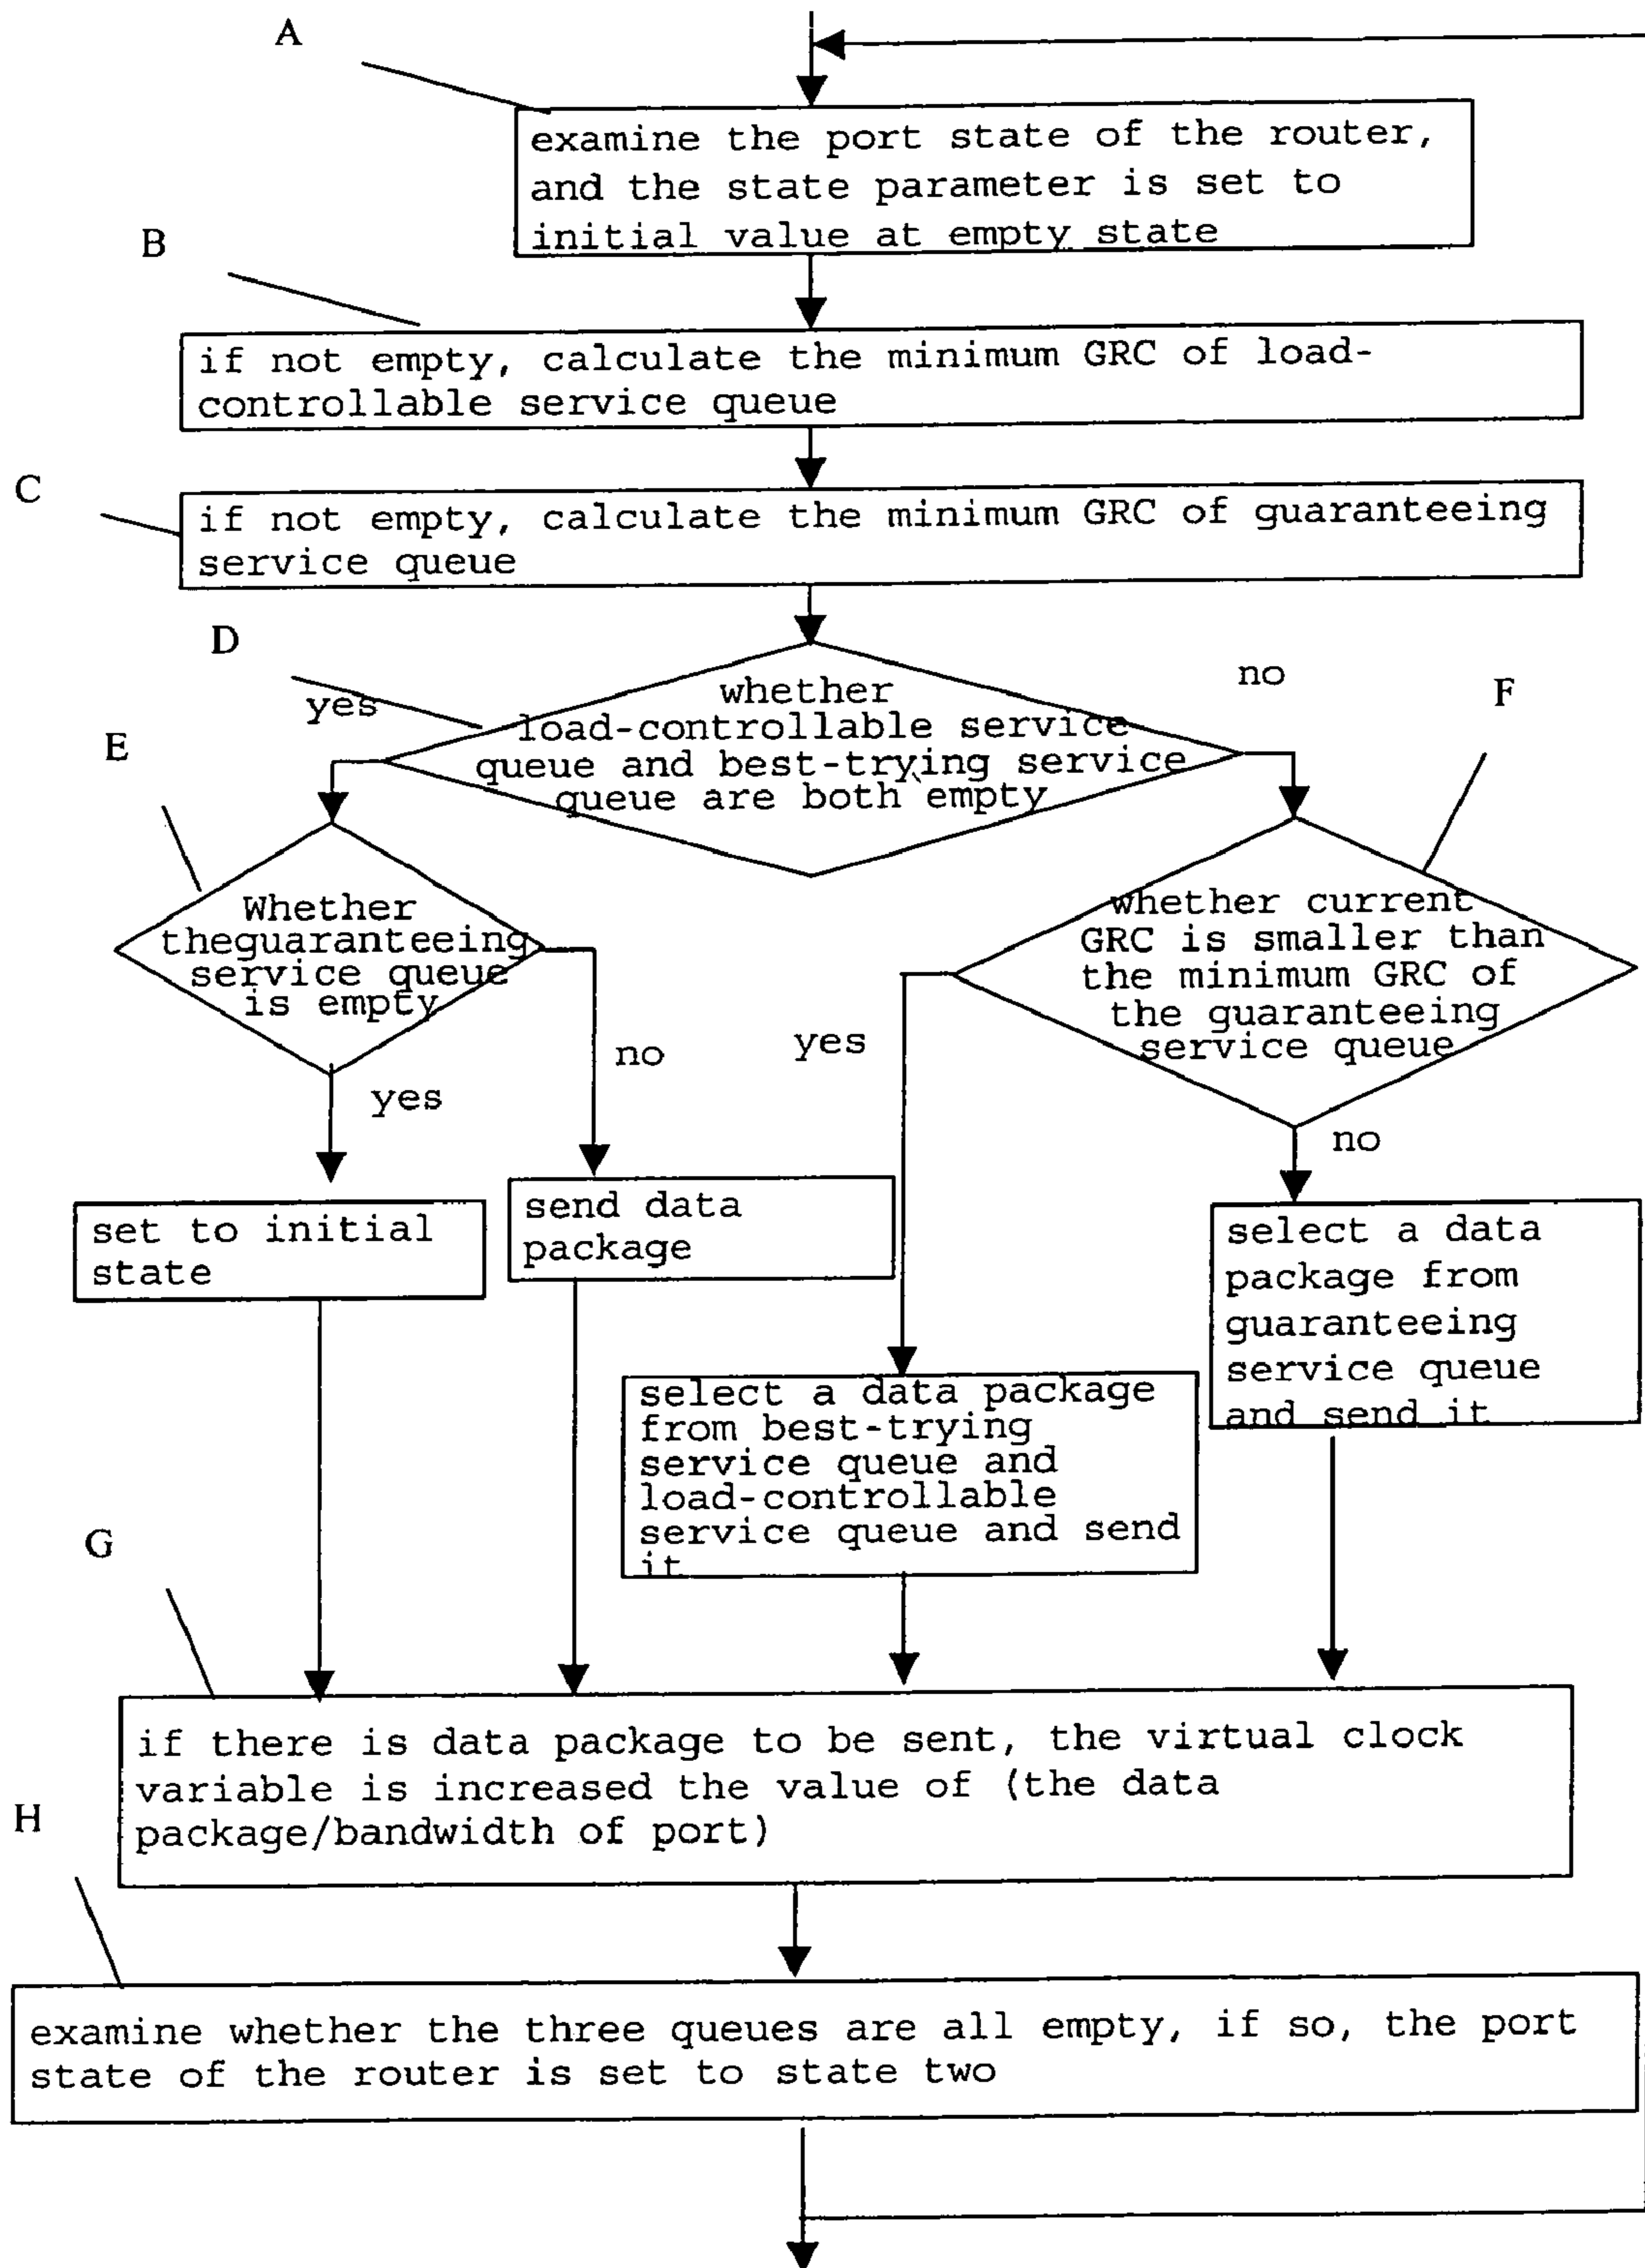 A
examine the port state of the router,
and the state parameter is set to
initial value at empty state
B
if not empty, calculate the minimum GRC of load-
controllable service queue
C
if not empty, calculate the minimum GRC of guaranteeing
service queue
D
yes
whether
load-controllable service
queue and best-trying service
queue are both empty
no
E
Whether
theguaranteeing
service queue
is empty
F
whether current
GRC is smaller than
the minimum GRC of
the guaranteeing
service queue
no
yes
yes
no
set to initial
state
send data
package
select a data package
from best-trying
service queue and
load-controllable
service queue and send
it
select a data
package from
guaranteeing
service queue
and send it
G
if there is data package to be sent, the virtual clock
variable is increased the value of (the data
package/bandwidth of port)
H
examine whether the three queues are all empty, if so, the port
state of the router is set to state two